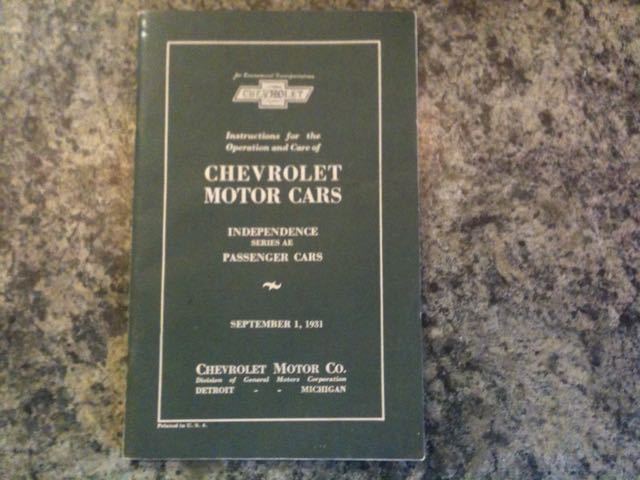 for Economical Transportation
CHEVROLET
Instructions for the
Operation and Care of
CHEVROLET
MOTOR CARS
INDEPENDENCE
SERIES AE
PASSENGER CARS
SEPTEMBER 1, 1931
CHEVROLET MOTOR CO.
Division of General Motors Corporation
DETROIT - - MICHIGAN
Printed in U. S. A.